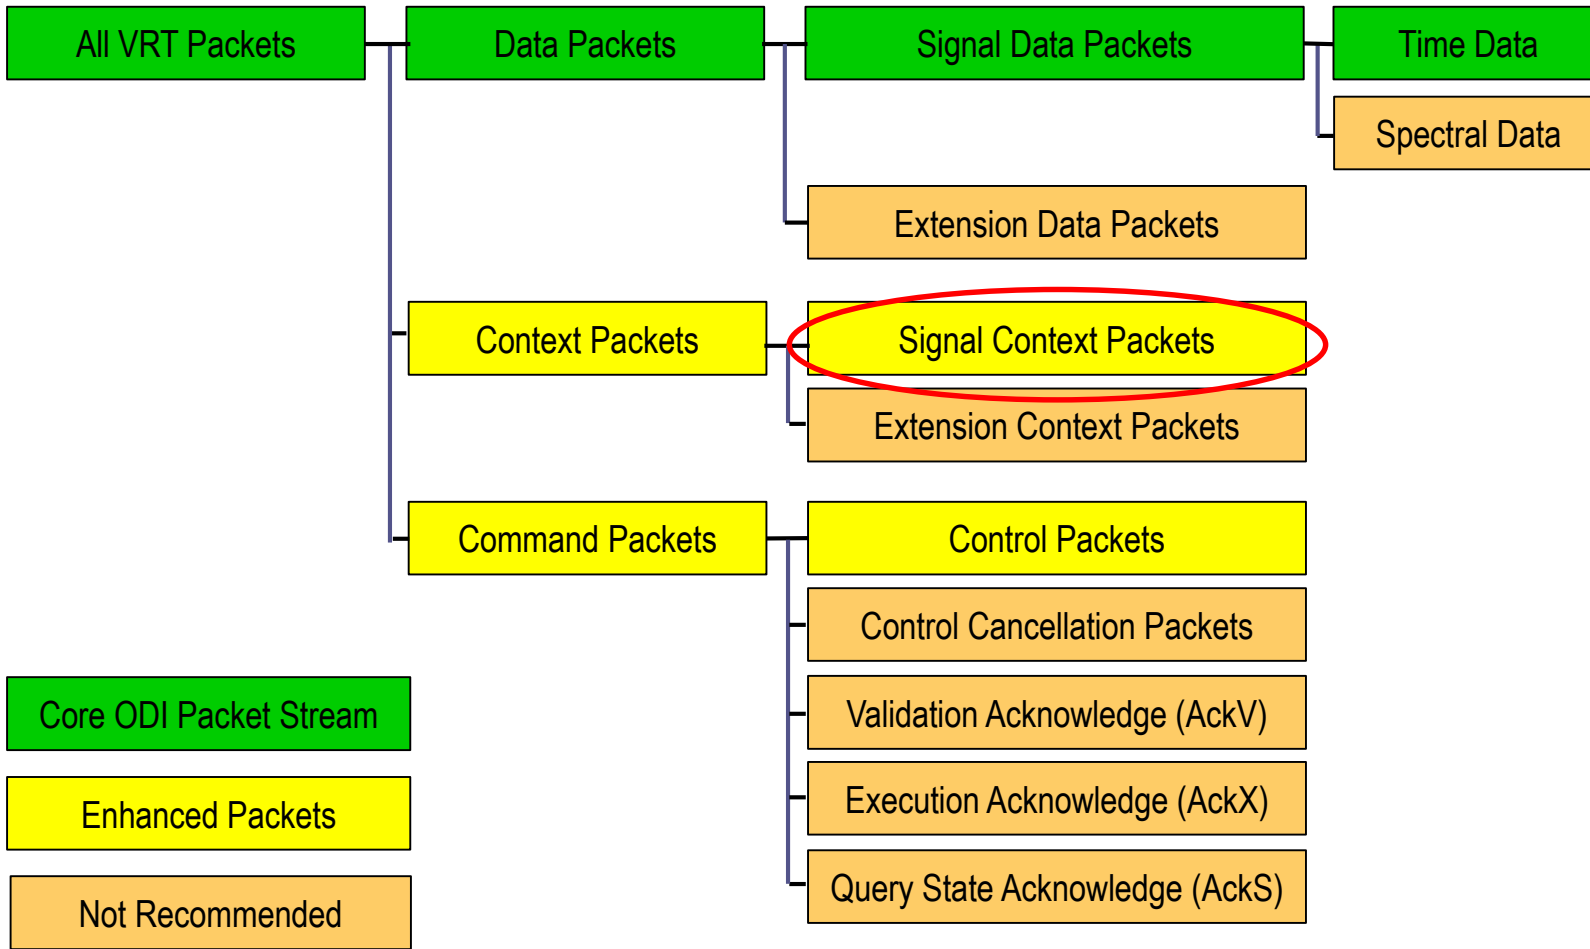 All VRT Packets
Data Packets
Signal Data Packets
Time Data
Spectral Data
Extension Data Packets
Context Packets
Signal Context Packets
Extension Context Packets
Command Packets
Control Packets
Control Cancellation Packets
Validation Acknowledge (AckV)
Execution Acknowledge (AckX)
Query State Acknowledge (AckS)
Core ODI Packet Stream
Enhanced Packets
Not Recommended